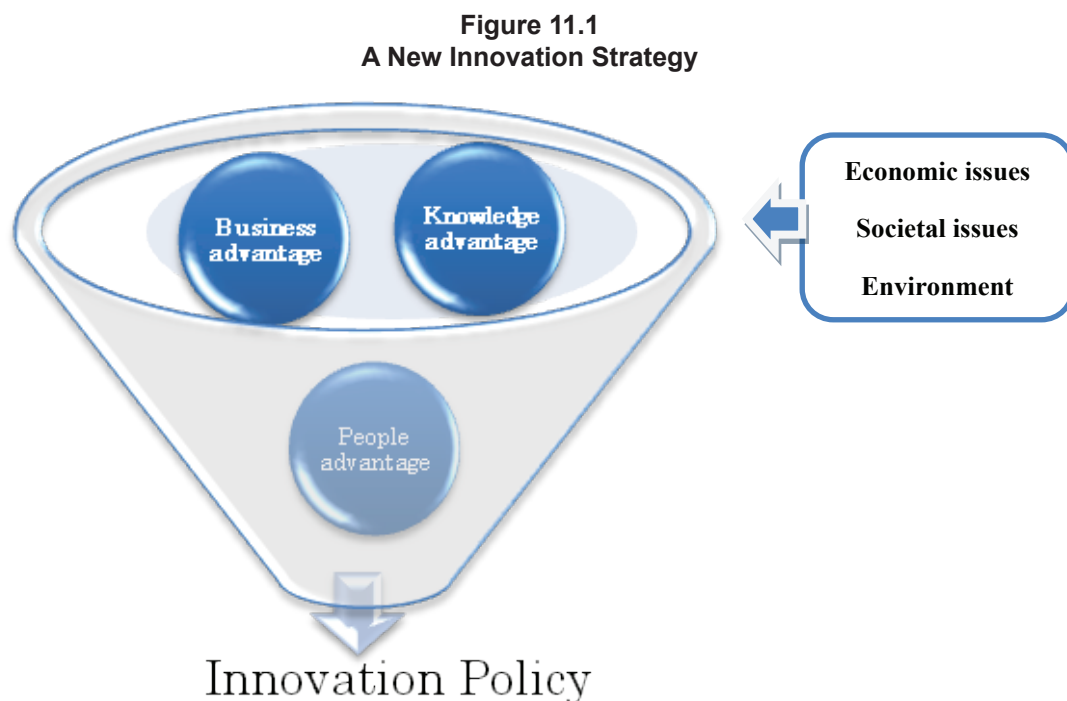 Figure 11.1
A New Innovation Strategy
Business
advantage
Knowledge
advantage
Economic issues
Societal issues
Environment
People
advantage
Innovation Policy